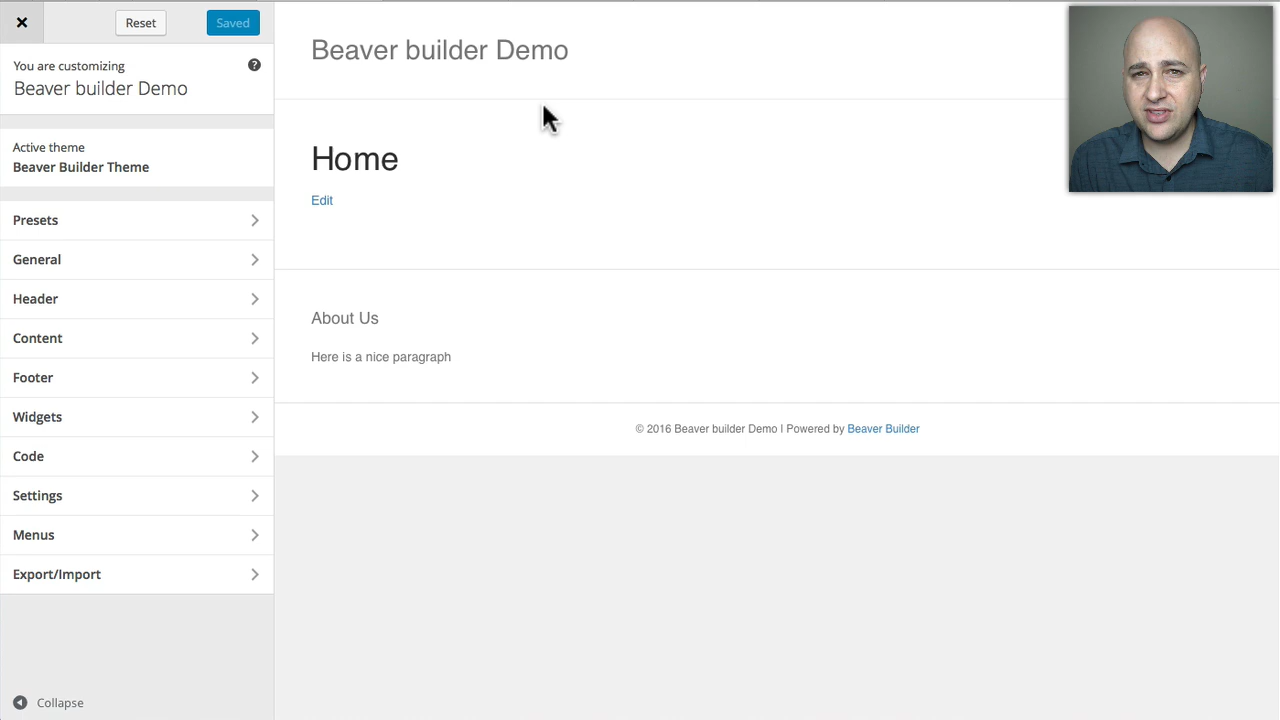 Reset
Saved
You are customizing
Beaver builder Demo
Active theme
Beaver Builder Theme
Presets
General
Header
Content
Footer
Widgets
Code
Settings
Menus
Export/Import
Collapse
Beaver builder Demo
Home
Edit
About Us
Here is a nice paragraph
© 2016 Beaver builder Demo | Powered by Beaver Builder